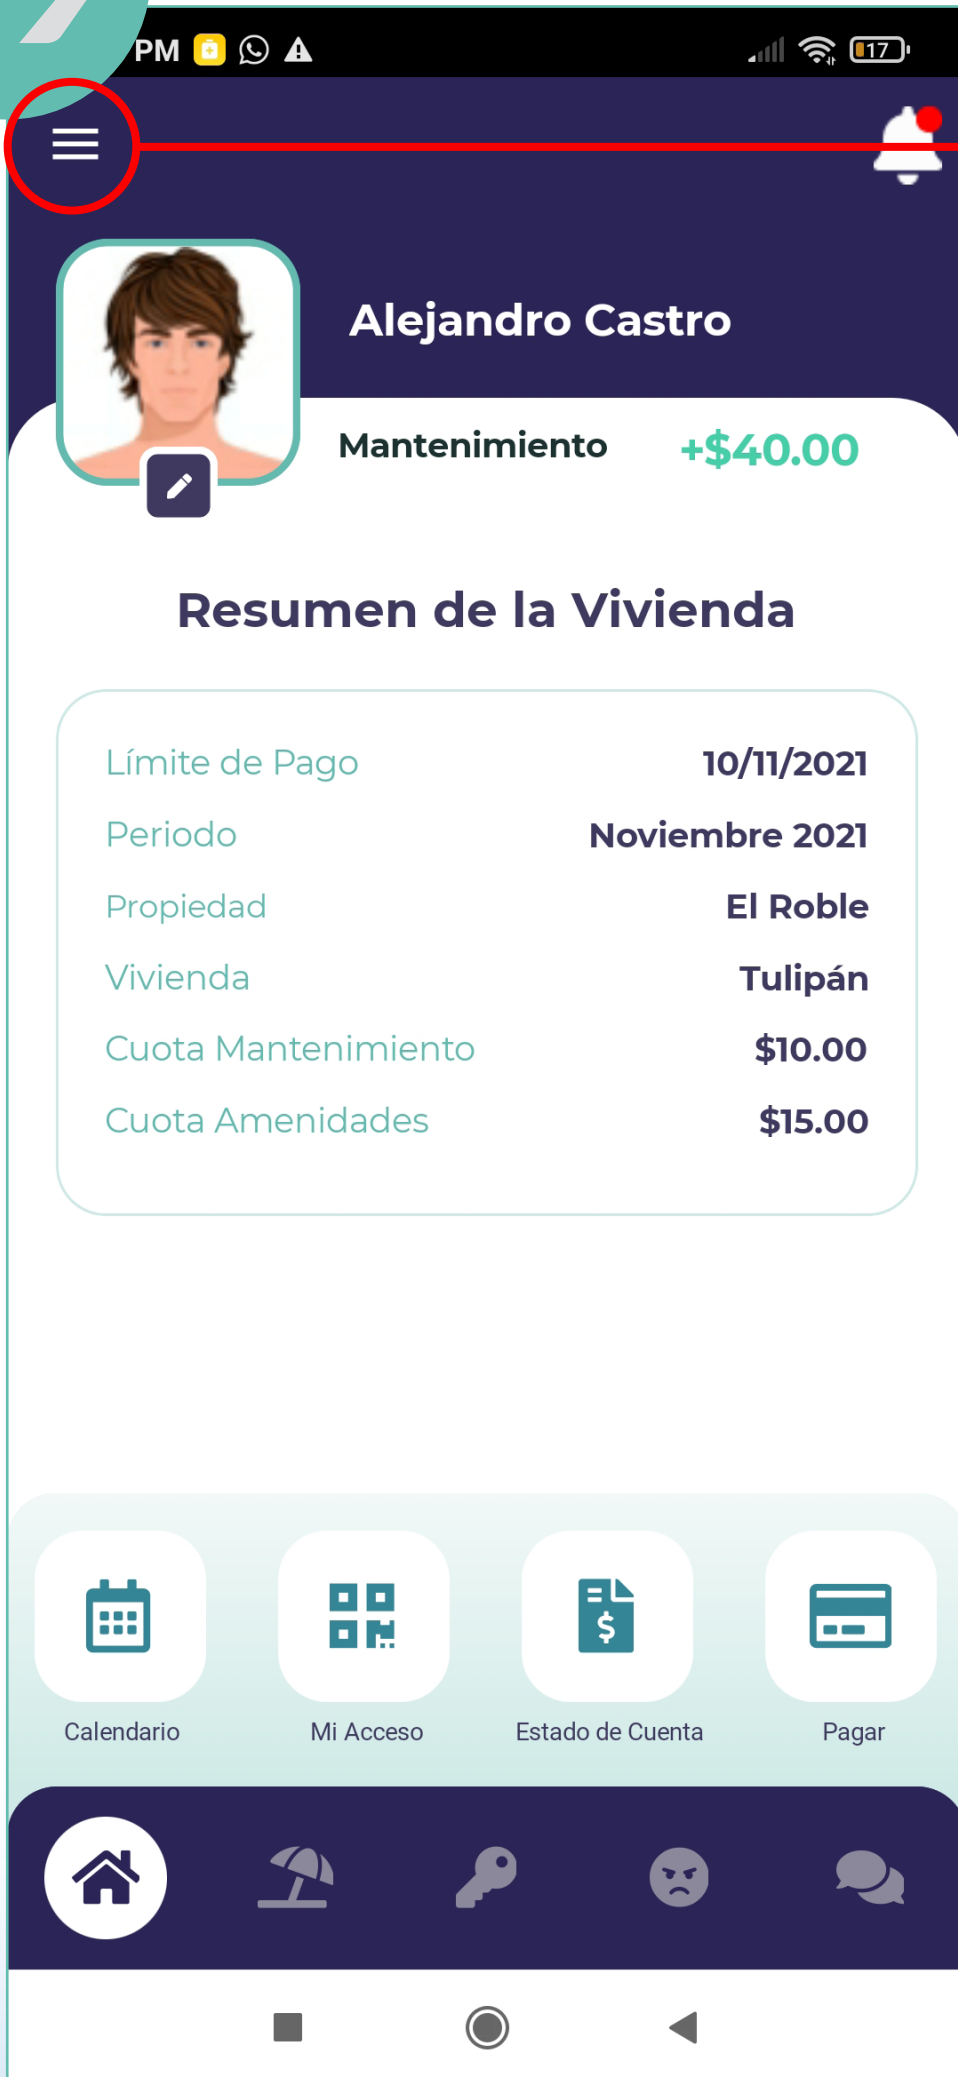 PM
17
Alejandro Castro
Mantenimiento +$40.00
Resumen de la Vivienda
Límite de Pago 10/11/2021
Periodo Noviembre 2021
Propiedad El Roble
Vivienda Tulipán
Cuota Mantenimiento $10.00
Cuota Amenidades $15.00
Calendario Mi Acceso Estado de Cuenta Pagar